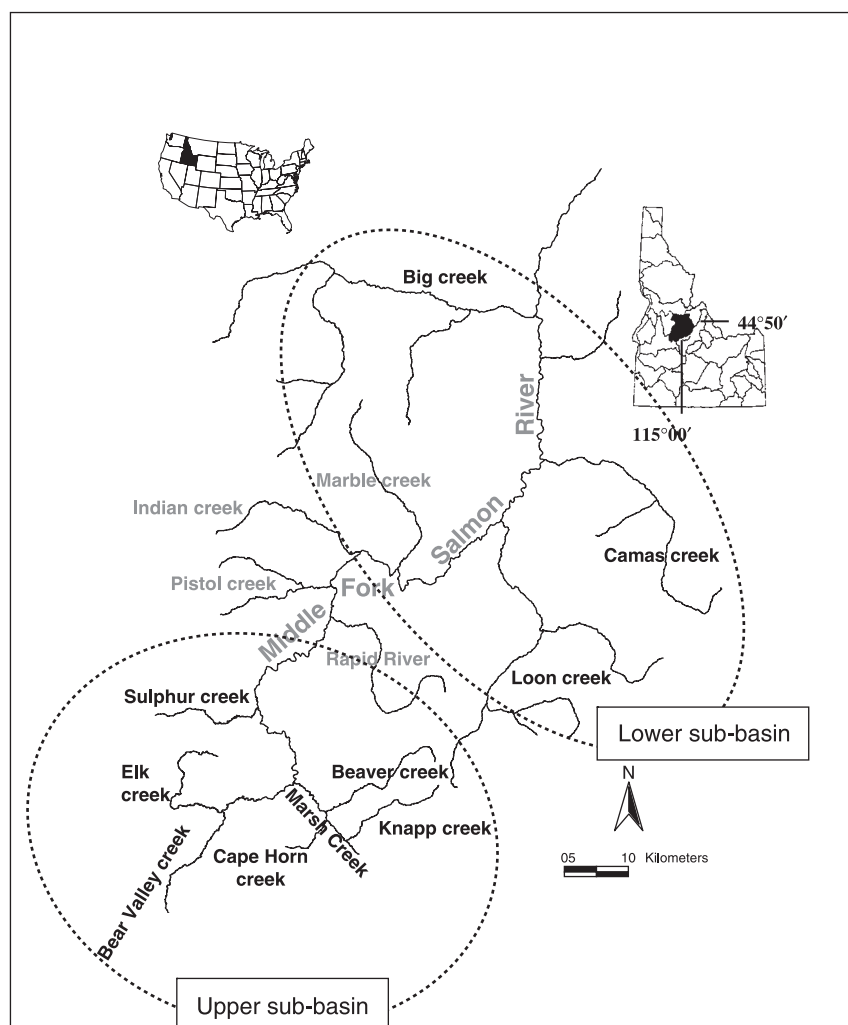 Big creek
44°50′
115°00′
River
Marble creek
Salmon
Indian creek
Camas creek
Pistol creek
Fork
Middle
Rapid River
Loon creek
Sulphur creek
Lower sub-basin
N
Elk
creek
Beaver creek
Marsh Creek
Knapp creek
Cape Horn
creek
Bear Valley creek
05 10 Kilometers
Upper sub-basin